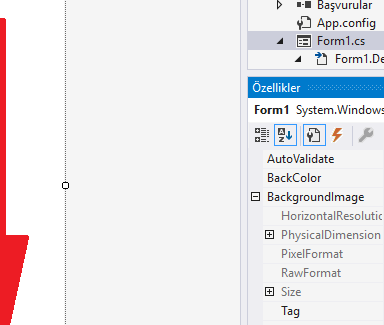 Başvurular
App.config
Form1.cs
Form1.De
Özellikler
Form1 System.Windows
AutoValidate
BackColor
BackgroundImage
HorizontalResolutio
PhysicalDimension
PixelFormat
RawFormat
Size
Tag